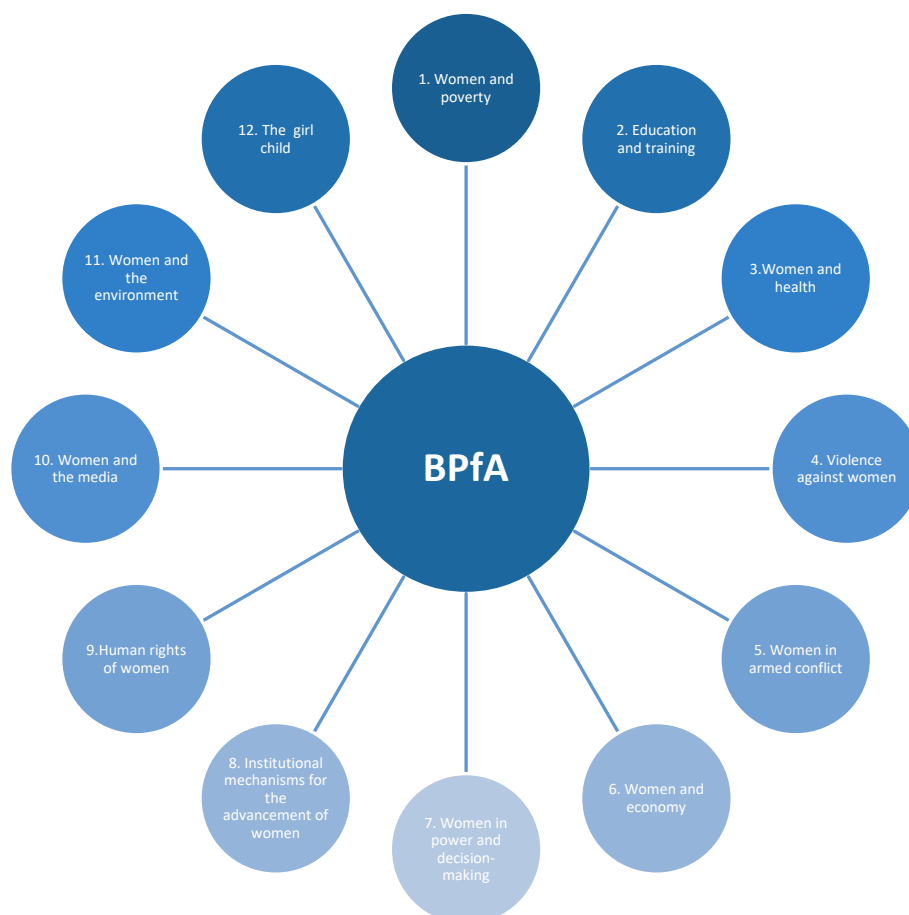 1. Women and
poverty
2. Education
and training
3.Women and
health
4. Violence
against women
5. Women in
armed conflict
6. Women and
economy
7. Women in
power and
decision-
making
8. Institutional
mechanisms for
the
advancement of
women
9.Human rights
of women
10. Women and
the media
11. Women and
the
environment
12. The  girl
child
BPfA